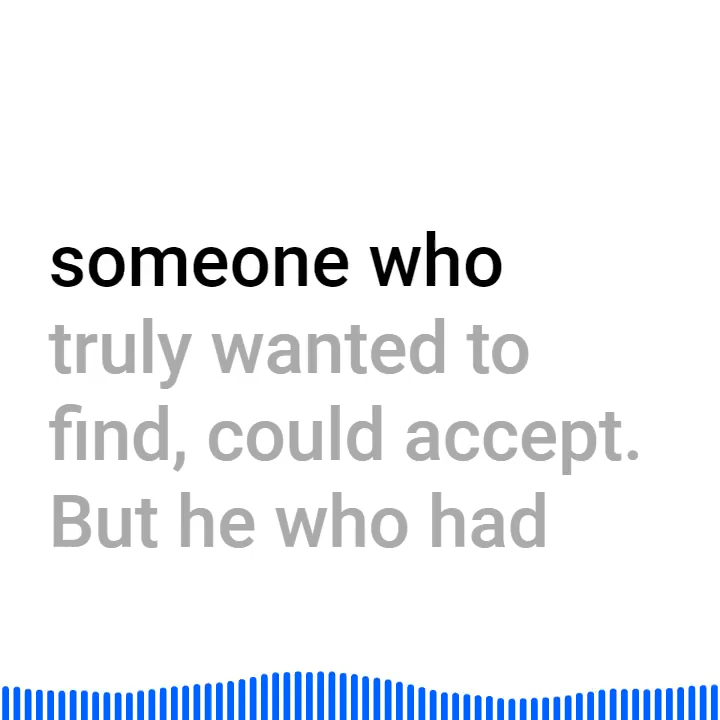 someone who
truly wanted to
find, could accept.
But he who had